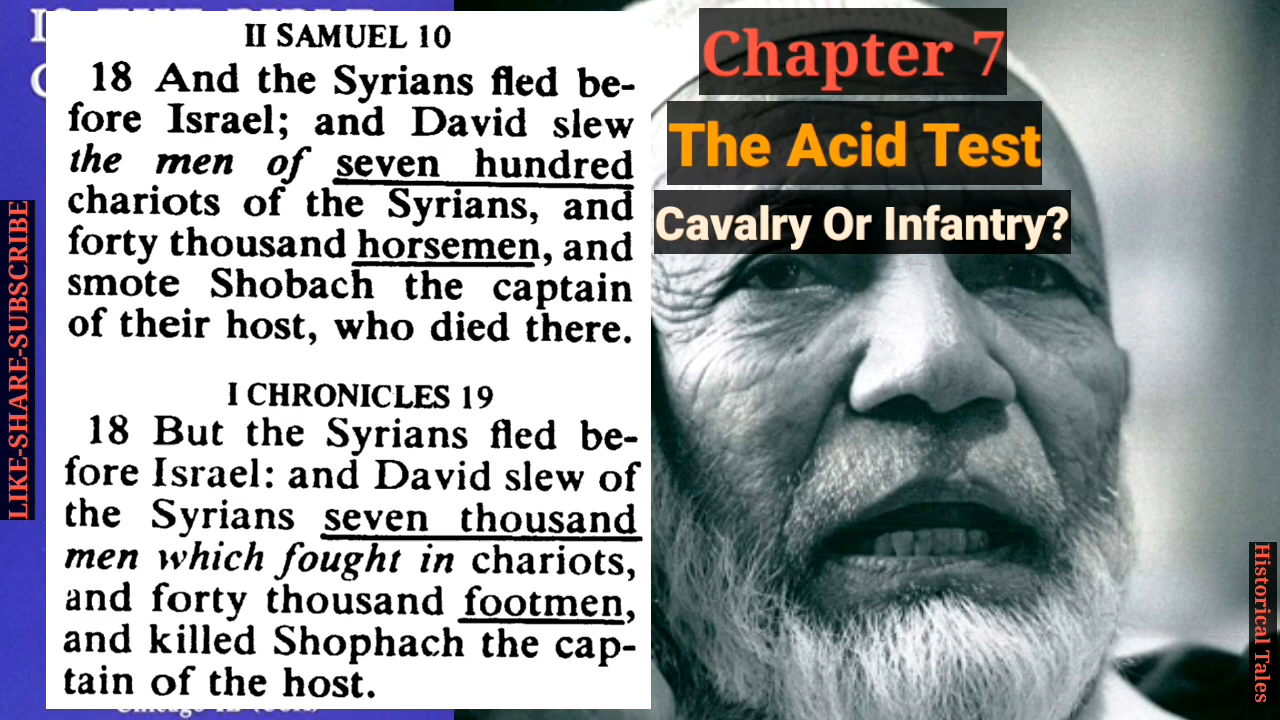 II SAMUEL 10
18 And the Syrians fled be-
fore Israel; and David slew
the men of seven hundred
chariots of the Syrians, and
forty thousand horsemen, and
smote Shobach the captain
of their host, who died there.
I CHRONICLES 19
18 But the Syrians fled be-
fore Israel: and David slew of
the Syrians seven thousand
men which fought in chariots,
and forty thousand footmen,
and killed Shophach the cap-
tain of the host.
Chapter 7
The Acid Test
Cavalry Or Infantry?
LIKE-SHARE-SUBSCRIBE
Historical Tales